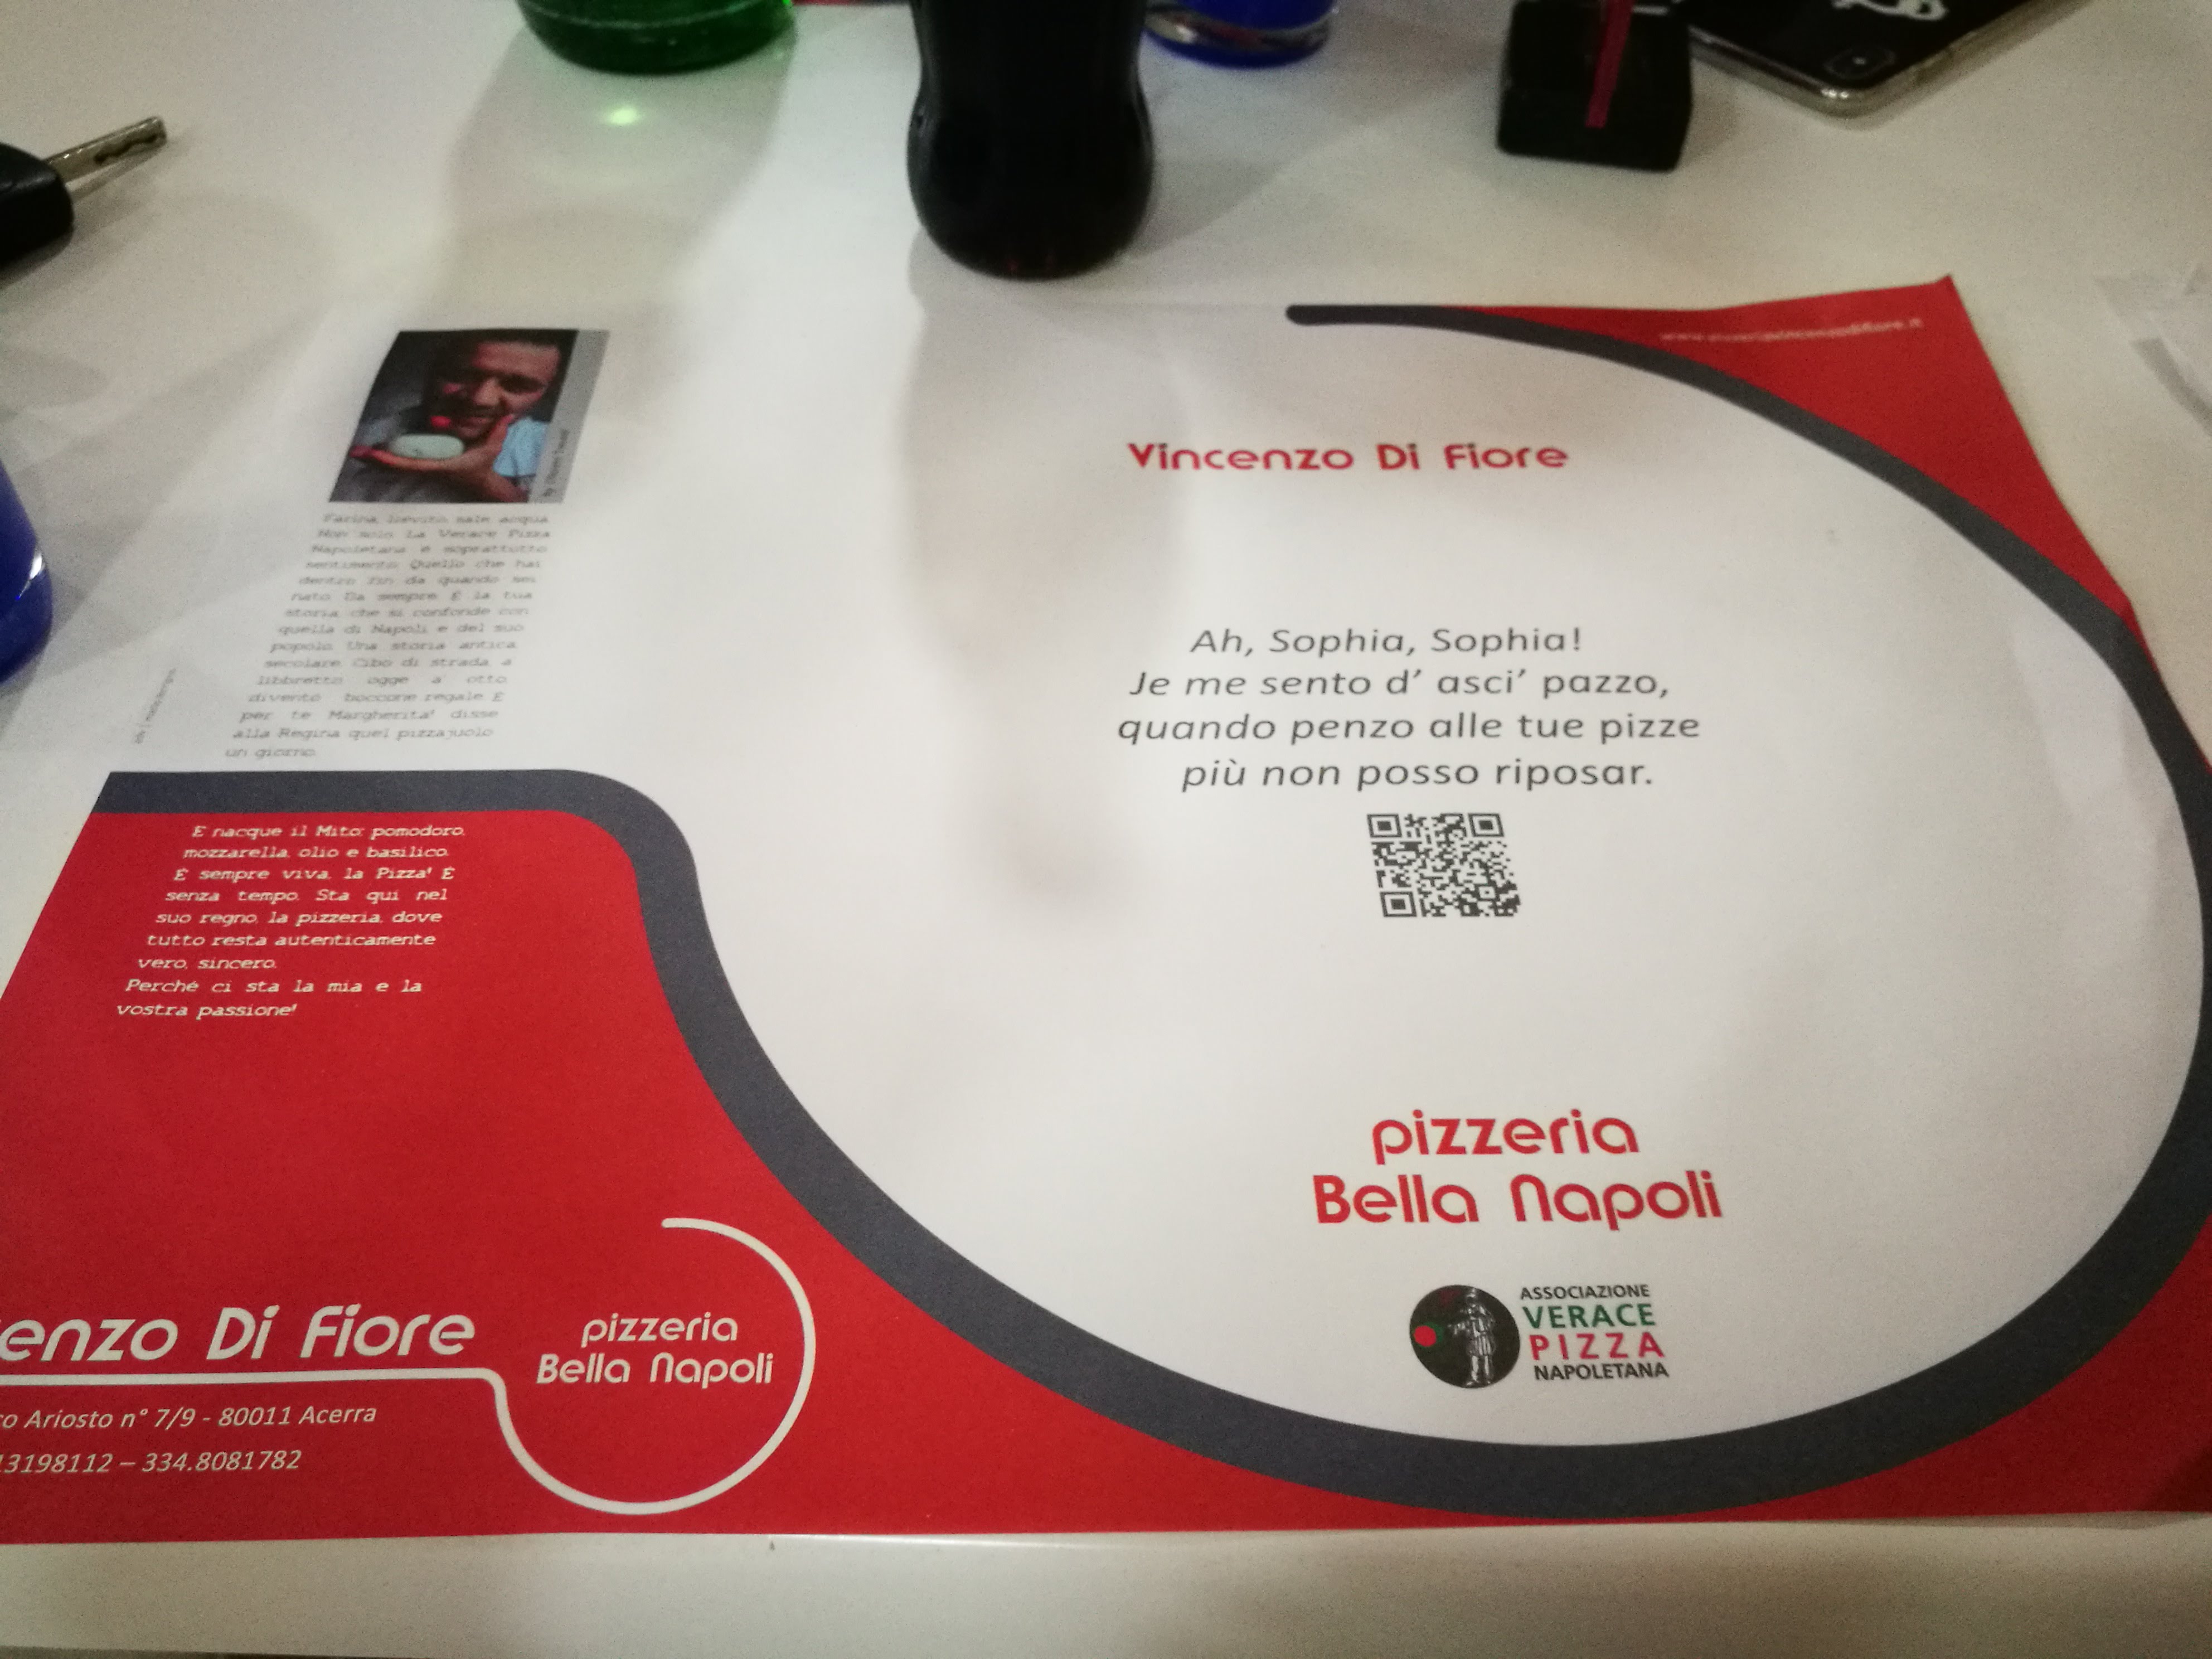 Vincenzo Di Fiore
Ah, Sophia, Sophia!
Je me sento d' asci' pazzo,
quando penzo alle tue pizze
più non posso riposar.
pizzeria
Bella Napoli
ASSOCIAZIONE
VERACE
PIZZA
NAPOLETANA
Farina lievito sale acqua
Non solo La Verace Pizza
Napoletana è soprattutto
sentimento Quello che hai
dentro fin da quando sei
nato Da sempre È la tua
storia che si confonde con
quella di Napoli e del suo
popolo Una storia antica
secolare Cibo di strada a
libbretto ogge a' otto
diventò boccone regale E
per te Margherita! disse
alla Regina quel pizzajuolo
un giorno
E nacque il Mito: pomodoro,
mozzarella, olio e basilico.
È sempre viva, la Pizza! È
senza tempo. Sta qui nel
suo regno, la pizzeria, dove
tutto resta autenticamente
vero, sincero.
Perché ci sta la mia e la
vostra passione!
enzo Di Fiore
pizzeria
Bella Napoli
co Ariosto n° 7/9 - 80011 Acerra
13198112 – 334.8081782